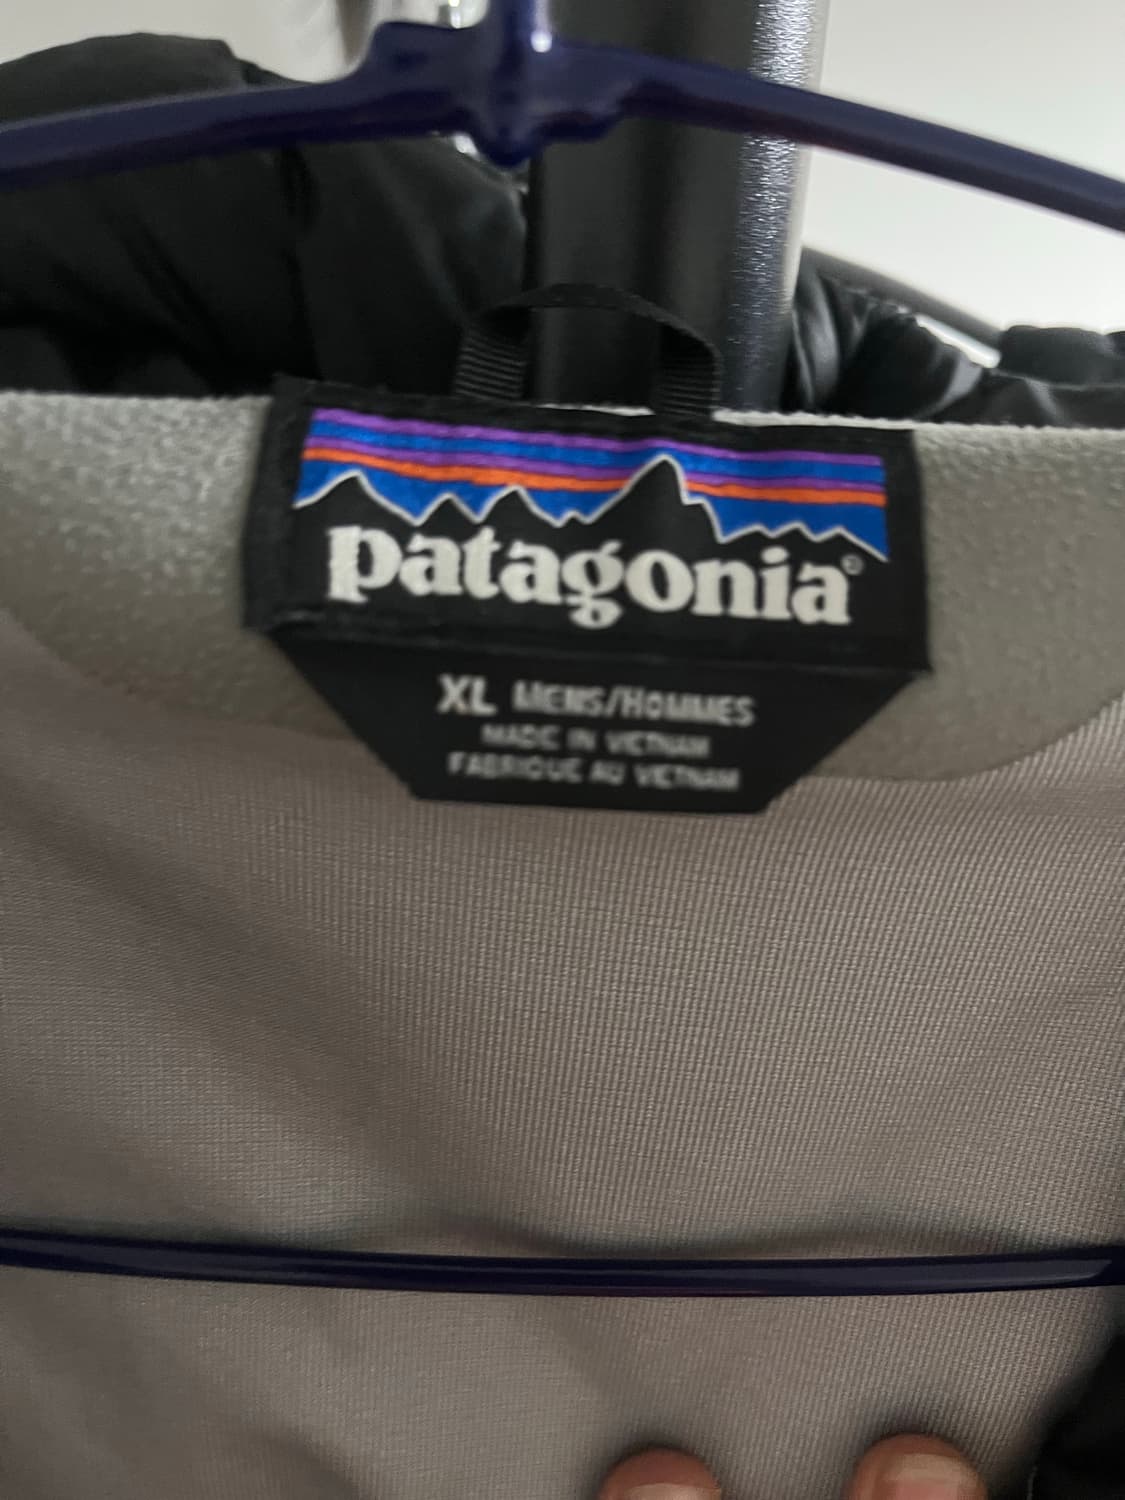 patagonia®
XL MENS/HOMMES
MADE IN VIETNAM
FABRIQUE AU VIETNAM